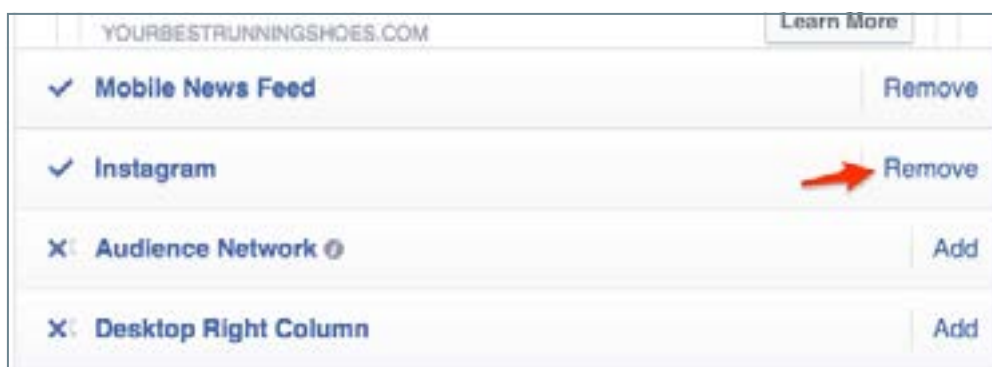 YOURBESTRUNNINGSHOES.COM Learn More
Mobile News Feed Remove
Instagram Remove
Audience Network Add
Desktop Right Column Add